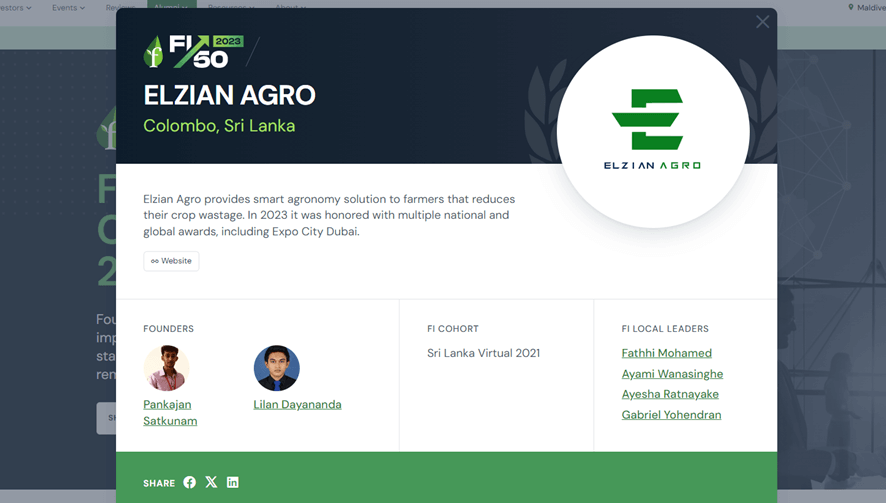 Events
Reviews
Alumni
Resources
About
Maldive
FI
2023
50
ELZIAN AGRO
Colombo, Sri Lanka
ELZIAN AGRO
Elzian Agro provides smart agronomy solution to farmers that reduces
their crop wastage. In 2023 it was honored with multiple national and
global awards, including Expo City Dubai.
Website
FOUNDERS
Pankajan
Satkunam
Lilan Dayananda
FI COHORT
Sri Lanka Virtual 2021
FI LOCAL LEADERS
Fathhi Mohamed
Ayami Wanasinghe
Ayesha Ratnayake
Gabriel Yohendran
SHARE